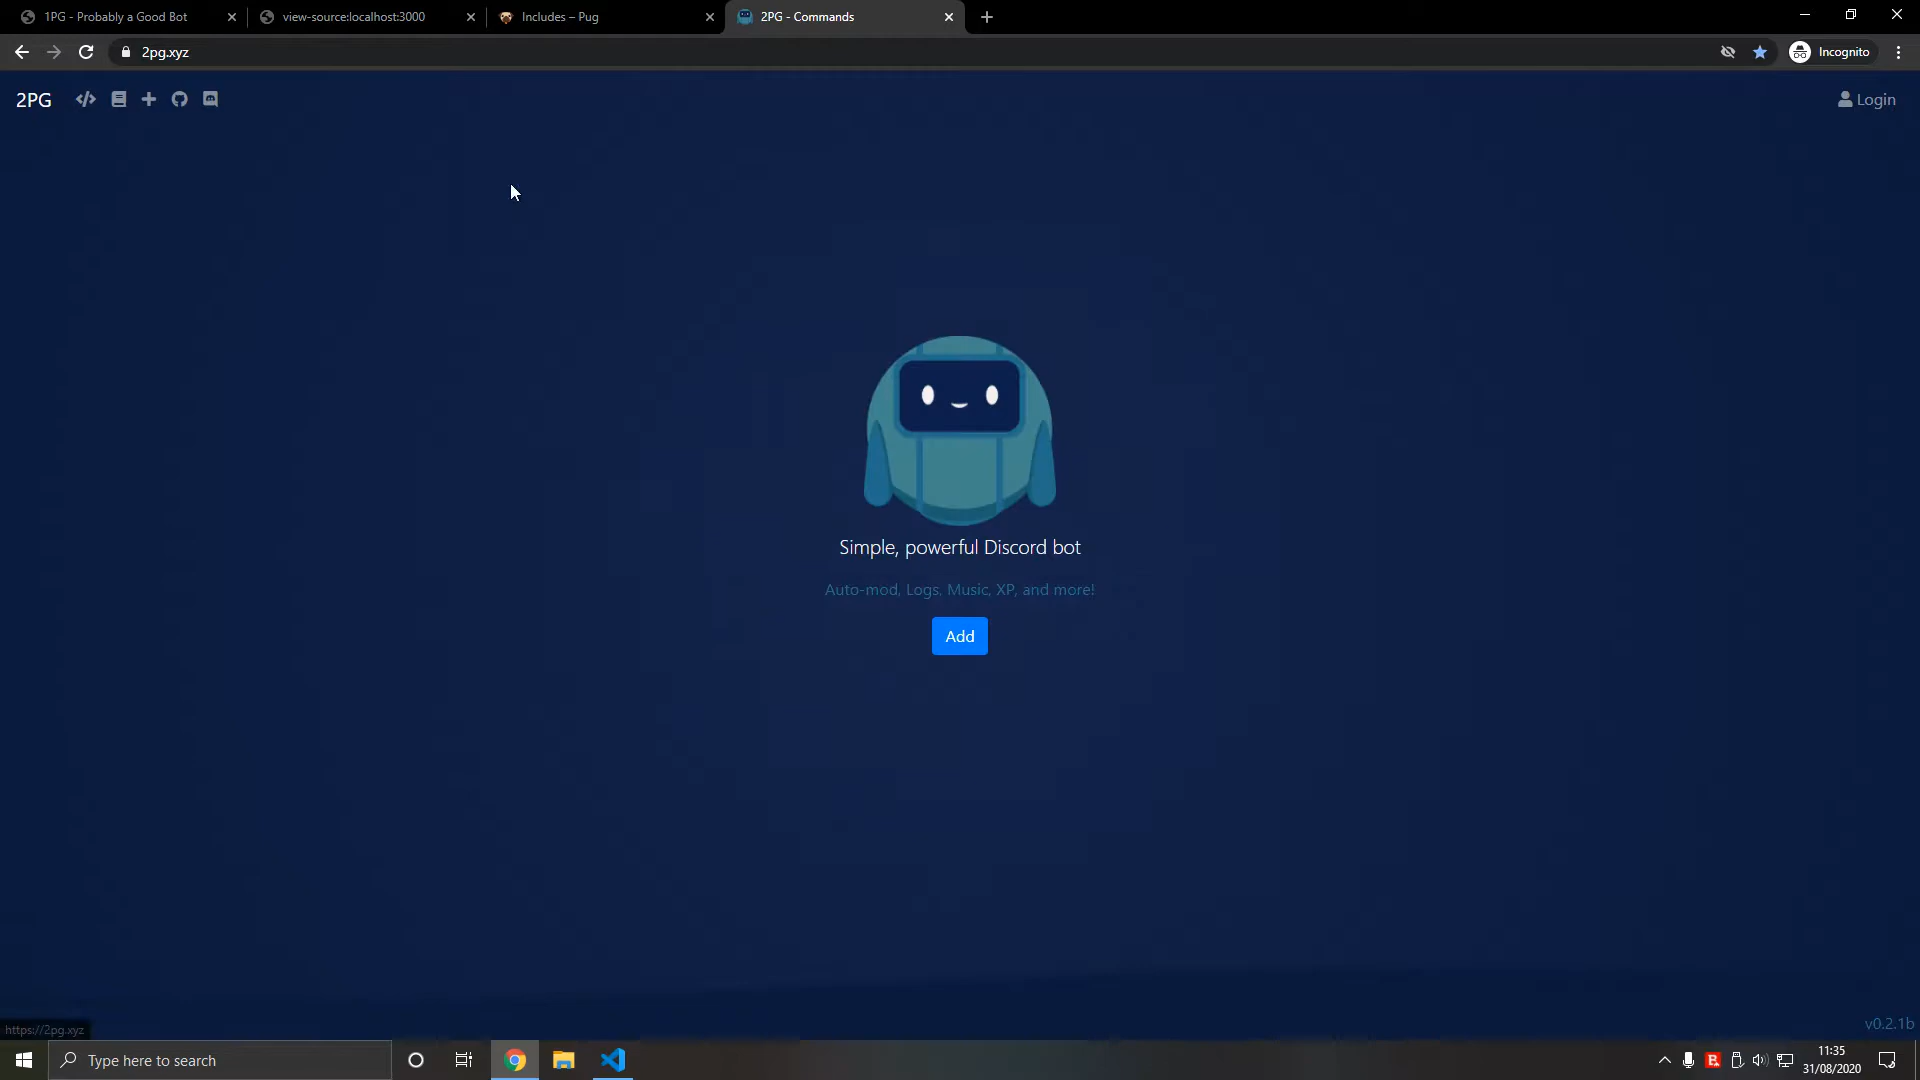 1PG - Probably a Good Bot
view-source:localhost:3000
Includes – Pug
2PG - Commands
2pg.xyz
Incognito
2PG
Login
Simple, powerful Discord bot
Auto-mod, Logs, Music, XP, and more!
Add
https://2pg.xyz
v0.2.1b
Type here to search
11:35
31/08/2020